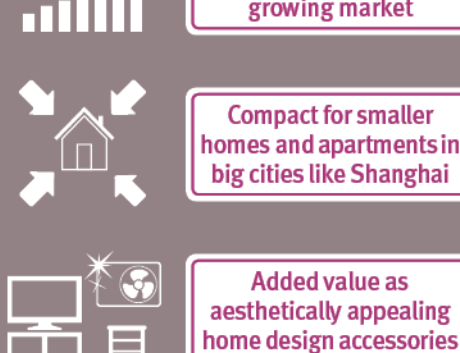 growing market
Compact for smaller
homes and apartments in
big cities like Shanghai
Added value as
aesthetically appealing
home design accessories